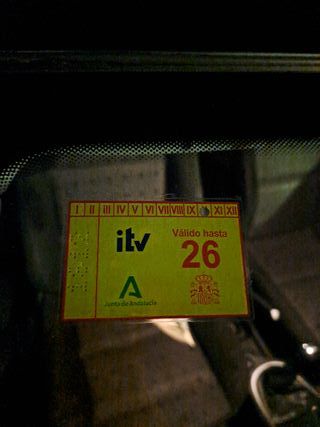 I II III IV V VI VII VIII IX XI XII
itv
Válido hasta
26
Junta de Andalucía